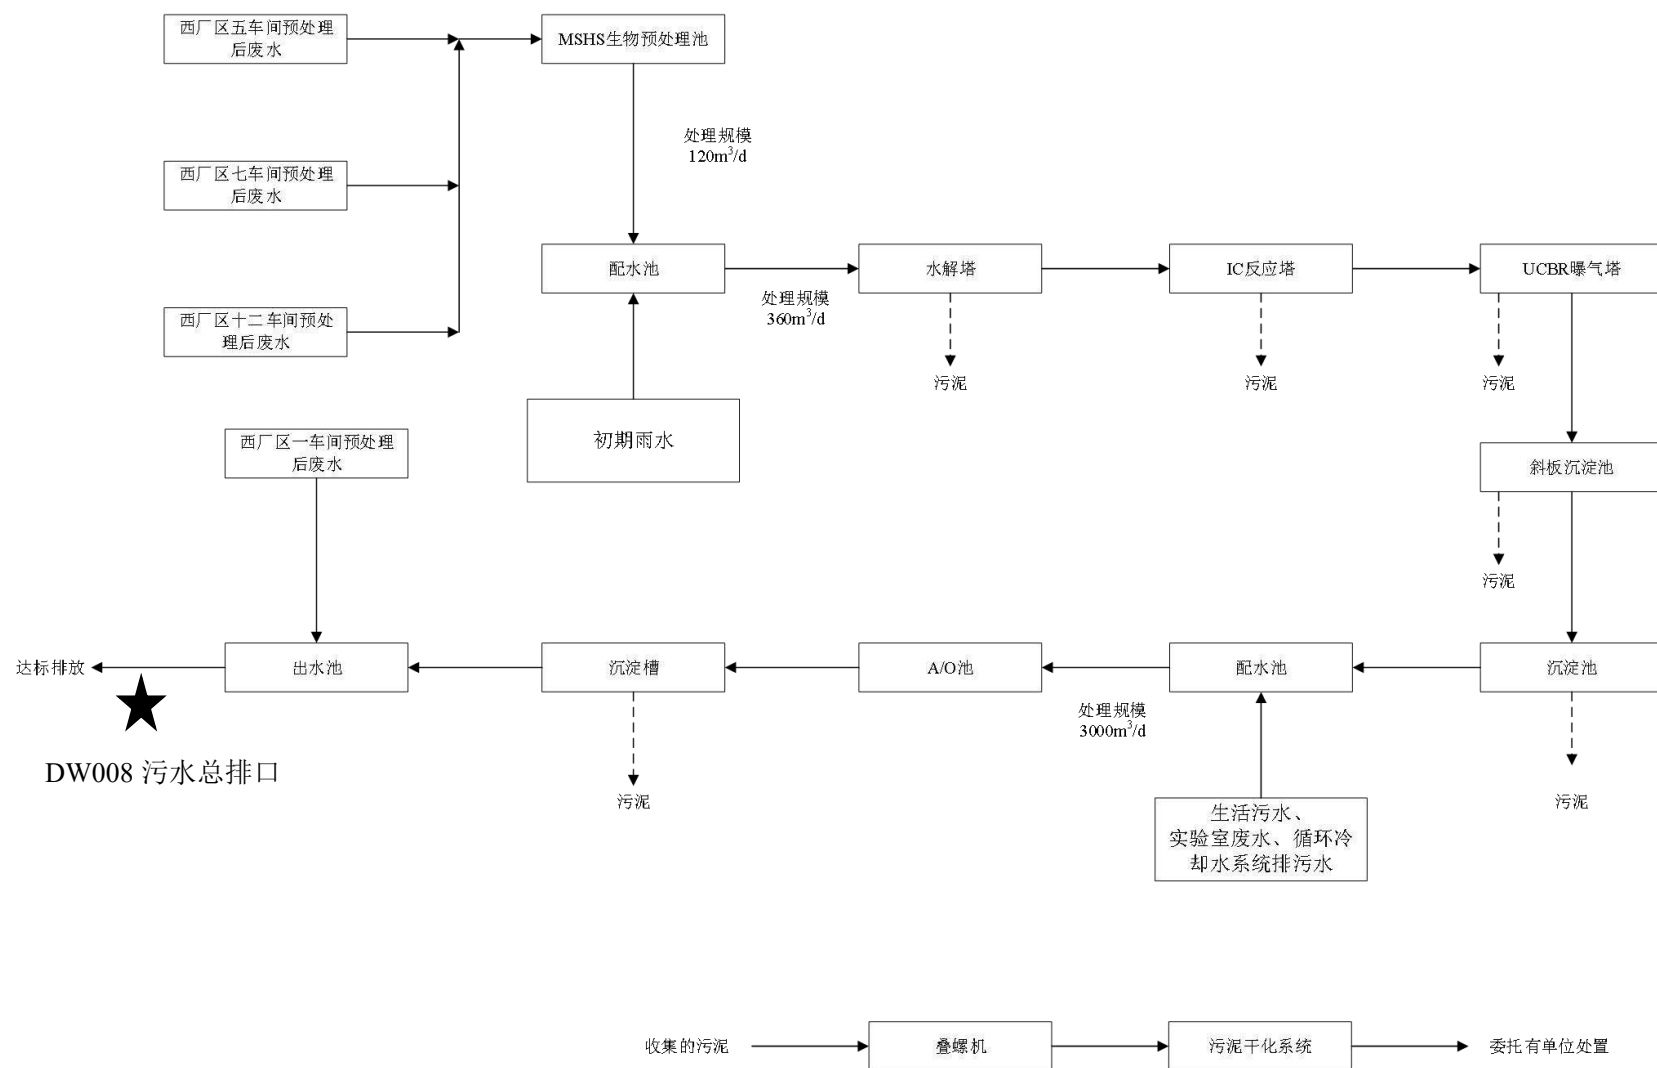 西厂区五车间预处理
后废水
MSHS生物预处理池
处理规模
120m³/d
西厂区七车间预处理
后废水
配水池
水解塔
IC反应塔
UCBR曝气塔
处理规模
360m³/d
西厂区十二车间预处
理后废水
污泥
污泥
污泥
初期雨水
西厂区一车间预处理
后废水
斜板沉淀池
污泥
达标排放
出水池
沉淀槽
A/O池
配水池
沉淀池
处理规模
3000m³/d
DW008 污水总排口
污泥
污泥
生活污水、
实验室废水、循环冷
却水系统排污水
收集的污泥
叠螺机
污泥干化系统
委托有单位处置